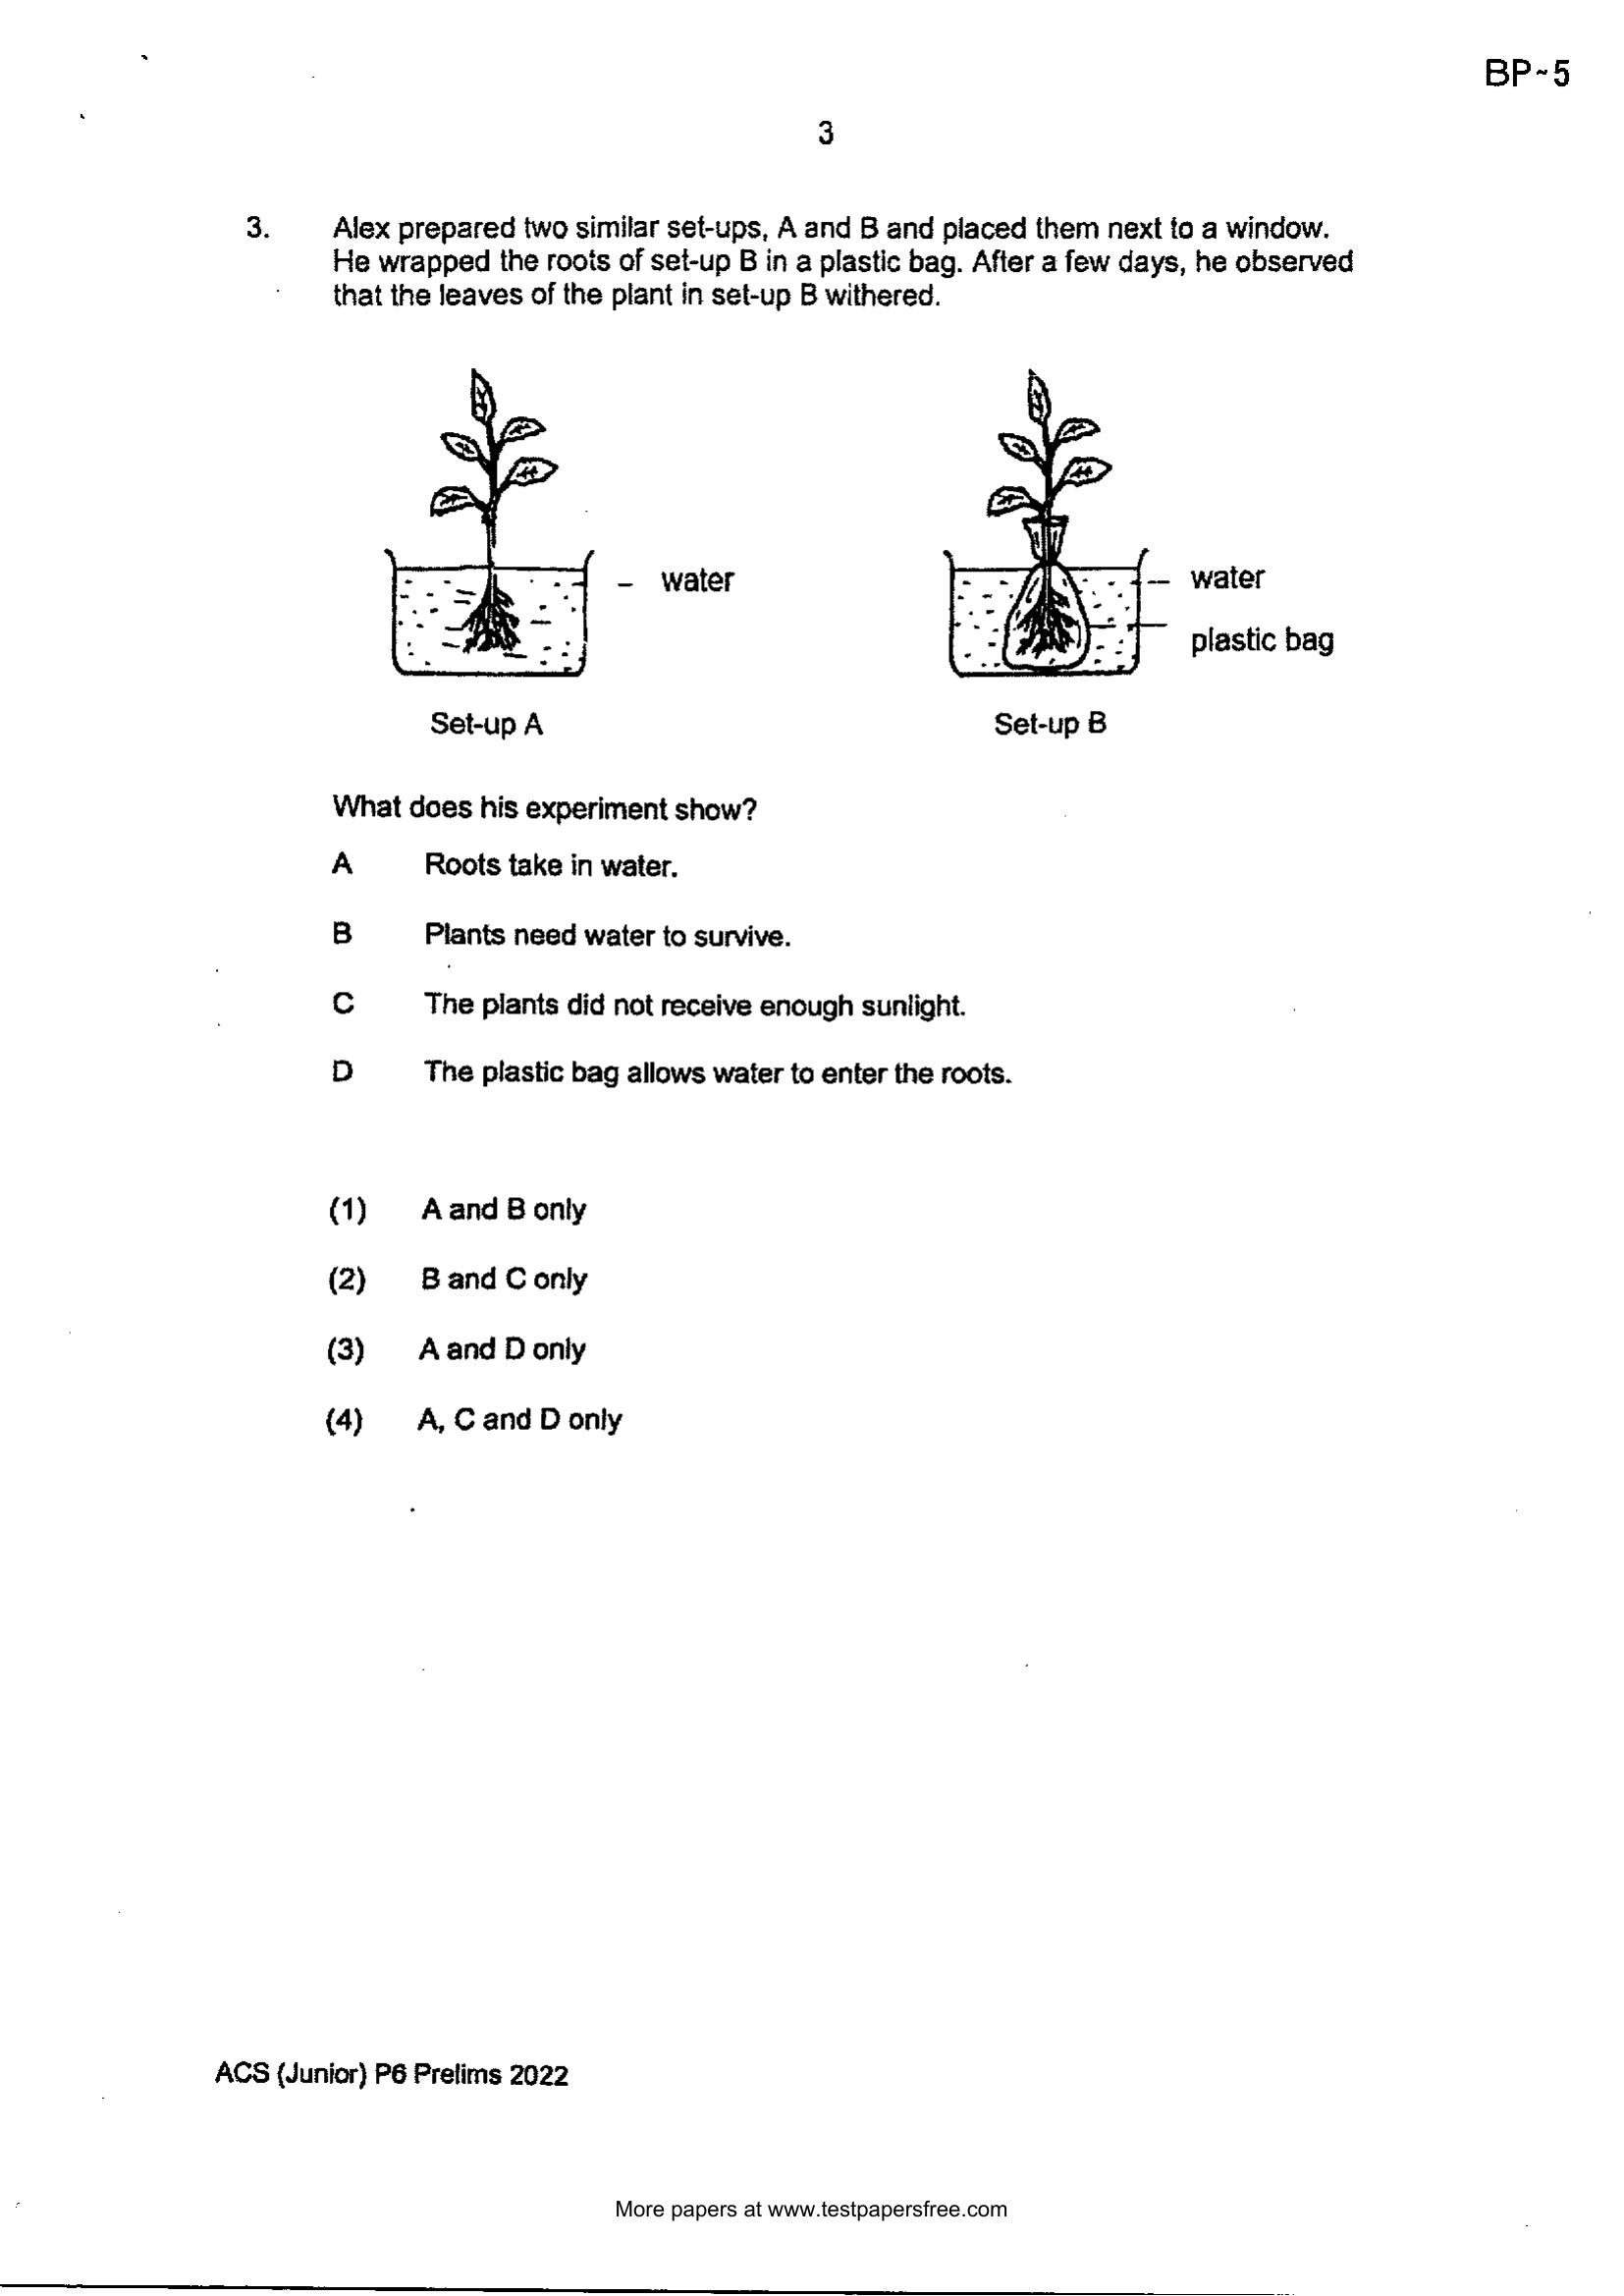 BP~5
3
3. Alex prepared two similar set-ups, A and B and placed them next to a window.
He wrapped the roots of set-up B in a plastic bag. After a few days, he observed
that the leaves of the plant in set-up B withered.
water
water
plastic bag
Set-up A
Set-up B
What does his experiment show?
A Roots take in water.
B Plants need water to survive.
C The plants did not receive enough sunlight.
D The plastic bag allows water to enter the roots.
(1) A and B only
(2) B and C only
(3) A and D only
(4) A, C and D only
ACS (Junior) P6 Prelims 2022
More papers at www.testpapersfree.com